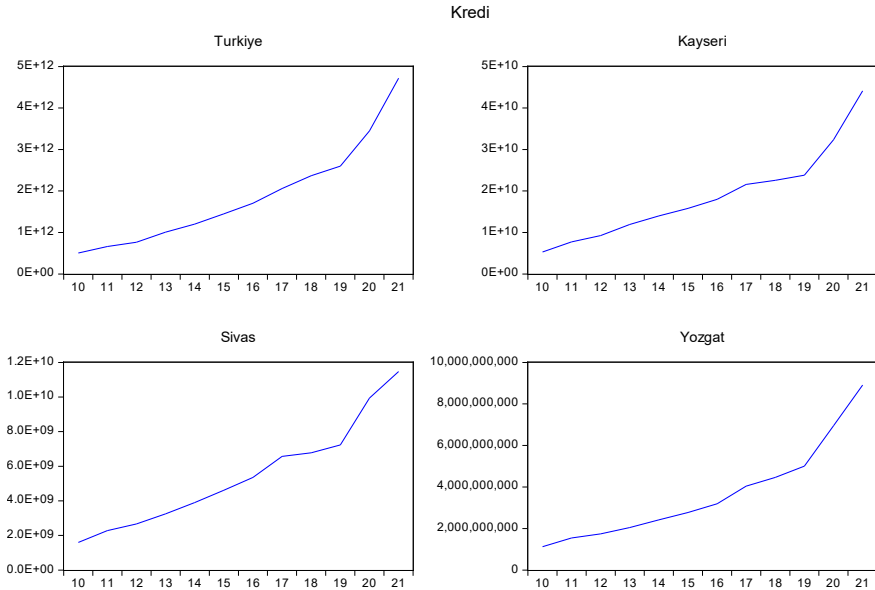 Kredi
Turkiye
5E+12
4E+12
3E+12
2E+12
1E+12
0E+00
10 11 12 13 14 15 16 17 18 19 20 21
Kayseri
5E+10
4E+10
3E+10
2E+10
1E+10
0E+00
10 11 12 13 14 15 16 17 18 19 20 21
Sivas
1.2E+10
1.0E+10
8.0E+09
6.0E+09
4.0E+09
2.0E+09
0.0E+00
10 11 12 13 14 15 16 17 18 19 20 21
Yozgat
10,000,000,000
8,000,000,000
6,000,000,000
4,000,000,000
2,000,000,000
0
10 11 12 13 14 15 16 17 18 19 20 21